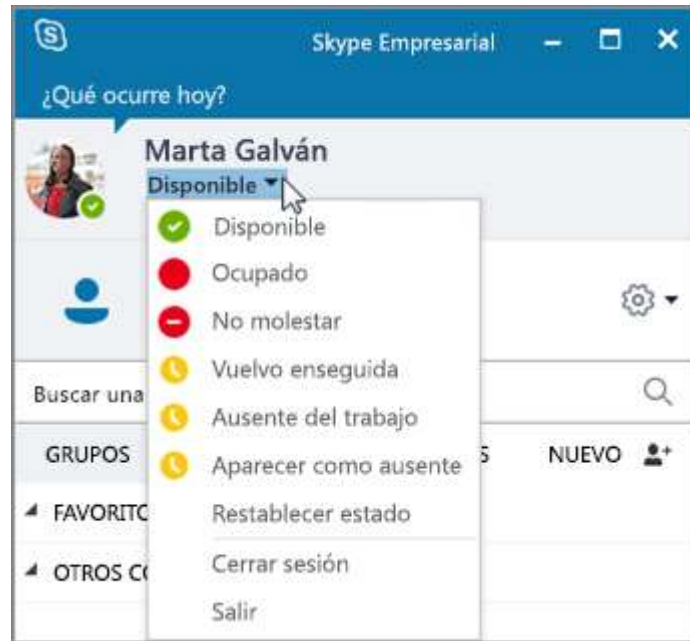 Skype Empresarial
¿Qué ocurre hoy?
Marta Galván
Disponible
Disponible
Ocupado
No molestar
Vuelvo enseguida
Buscar una
Ausente del trabajo
GRUPOS
Aparecer como ausente
NUEVO
Restablecer estado
OTROS
Cerrar sesión
Salir